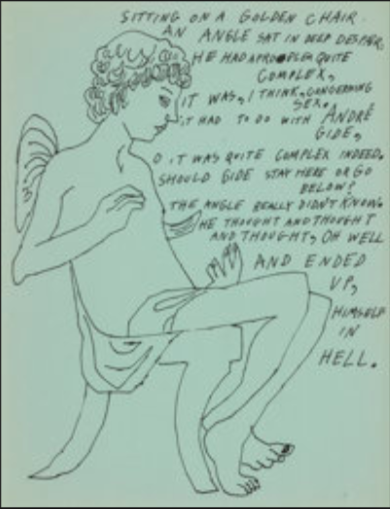 SITTING ON A GOLDEN CHAIR
AN ANGLE SAT IN DEEP DESPER,
HE HAD A PROBLEM QUITE
COMPLEX,
IT WAS, I THINK, CONCERNING
SEX.
IT HAD TO DO WITH ANDRÉ
GIDE,
O IT WAS QUITE COMPLEX INDEED,
SHOULD GIDE STAY HERE OR GO
BELOW?
THE ANGLE REALLY DIDN'T KNOW.
HE THOUGHT AND THOUGHT
AND THOUGHT, OH WELL
AND ENDED
UP,
HIMSELF
IN
HELL.